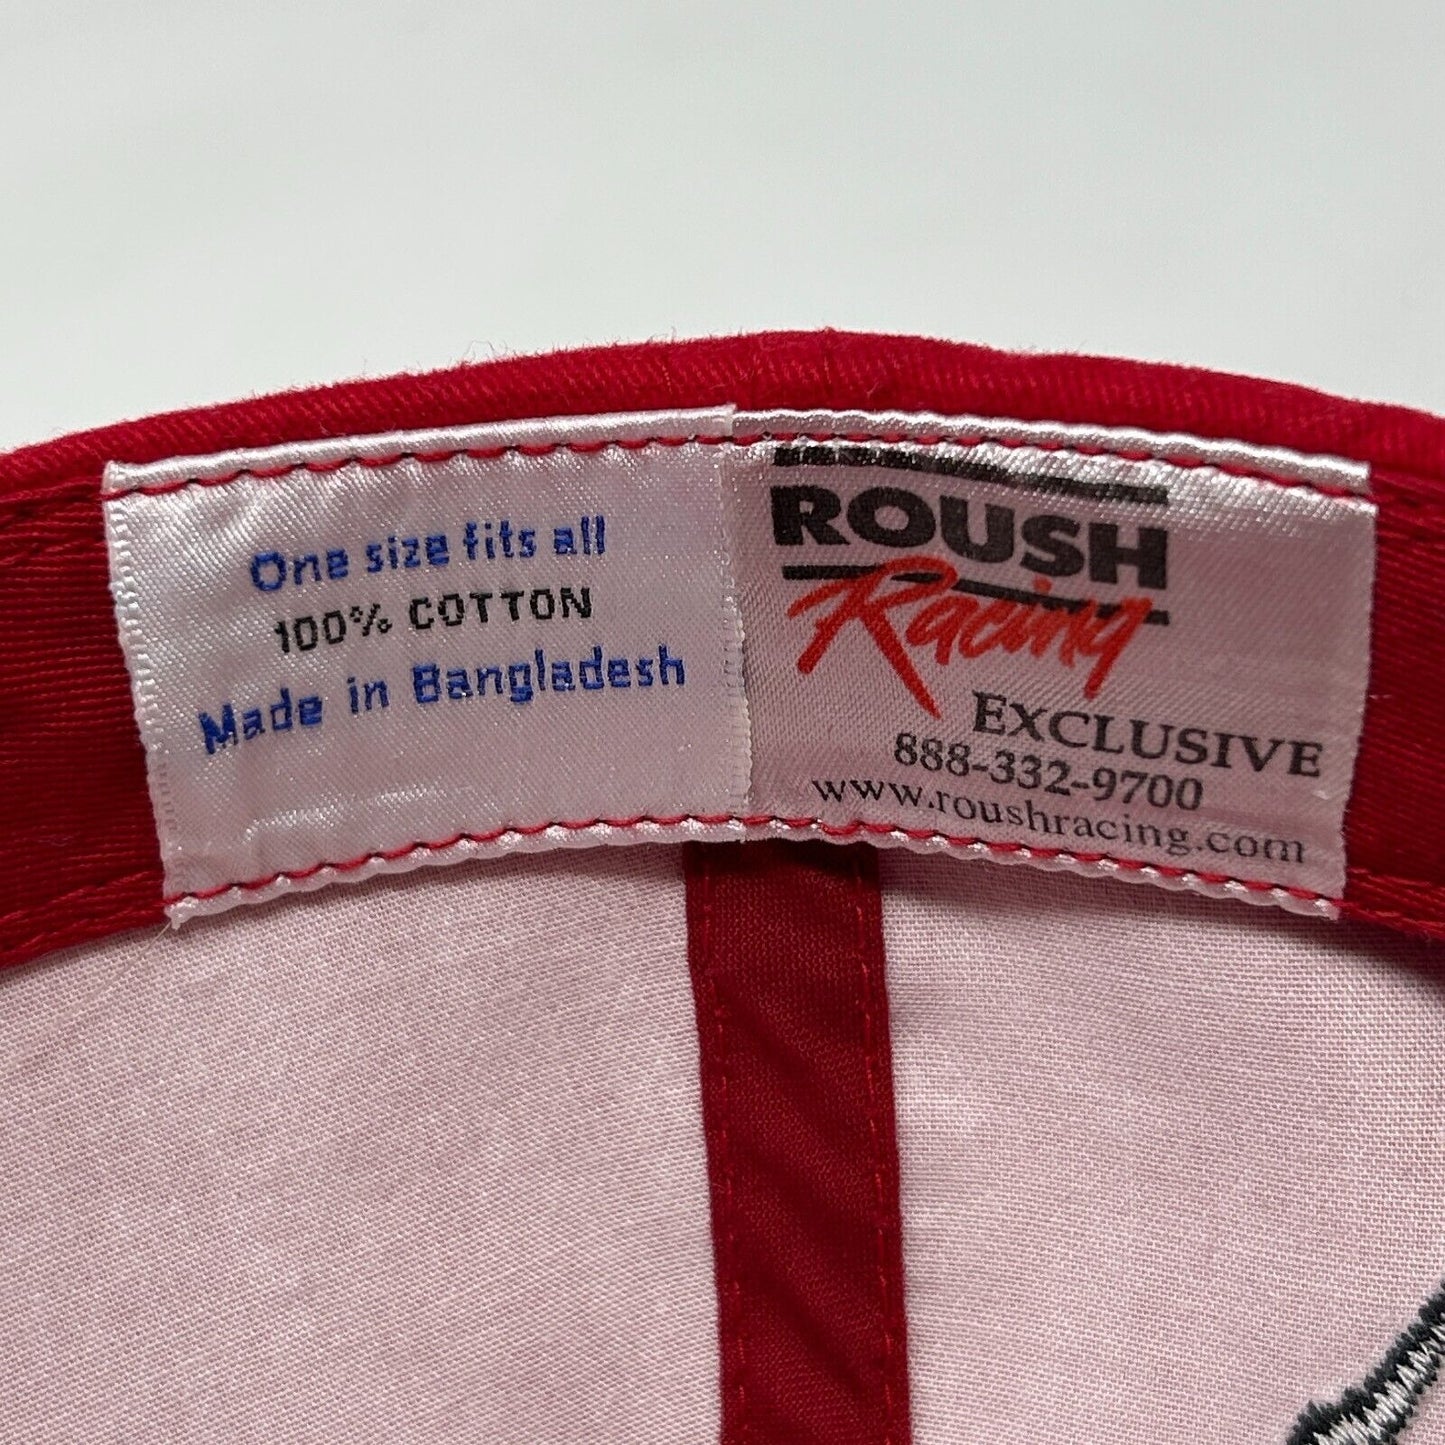 One size fits all
100% COTTON
Made in Bangladesh
ROUSH
Racing
EXCLUSIVE
888-332-9700
www.roushracing.com